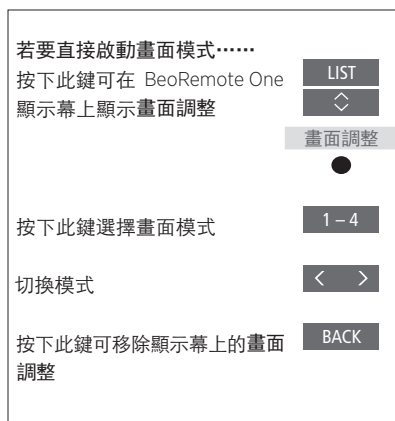 若要直接啟動畫面模式⋯⋯
按下此鍵可在 BeoRemote One
顯示幕上顯示畫面調整
LIST
畫面調整
按下此鍵選擇畫面模式
1 – 4
切換模式
按下此鍵可移除顯示幕上的畫面
調整
BACK